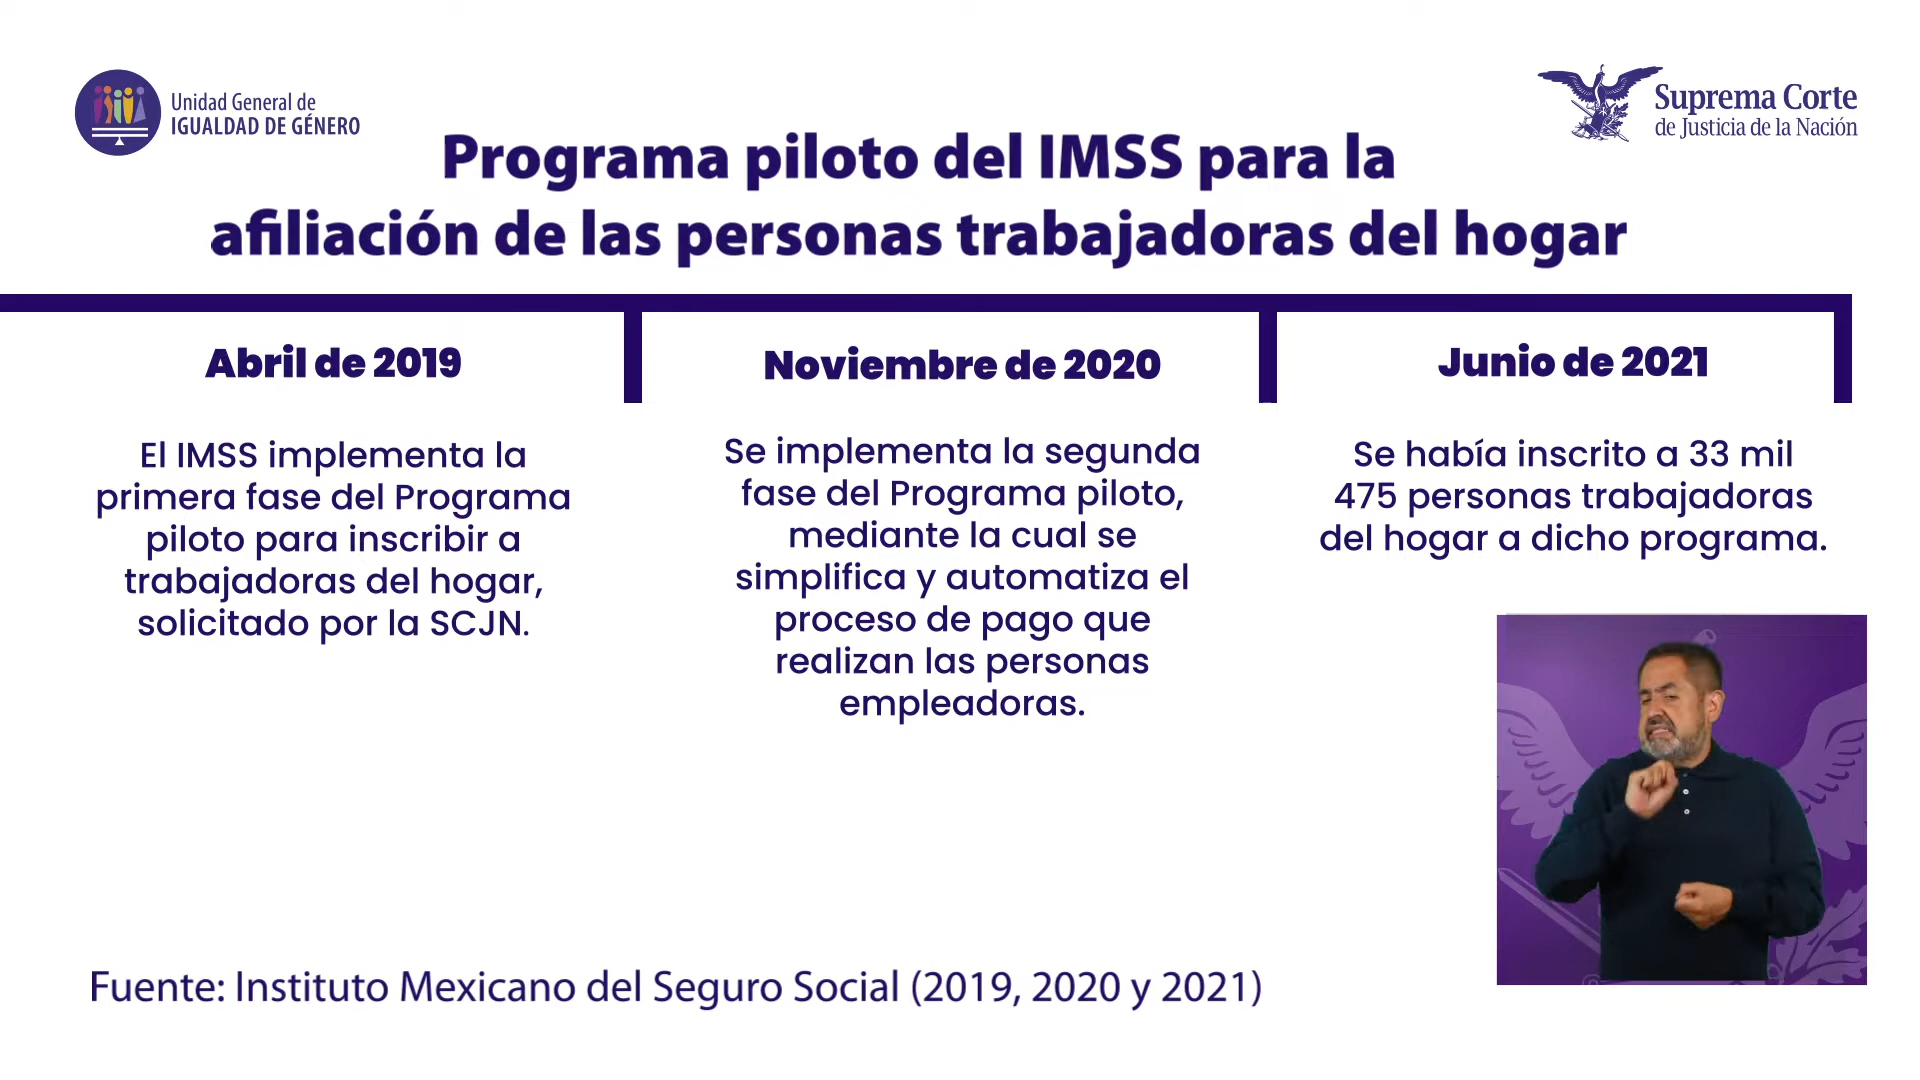 Unidad General de
IGUALDAD DE GÉNERO
Suprema Corte
de Justicia de la Nación
Programa piloto del IMSS para la
afiliación de las personas trabajadoras del hogar
Abril de 2019
El IMSS implementa la
primera fase del Programa
piloto para inscribir a
trabajadoras del hogar,
solicitado por la SCJN.
Noviembre de 2020
Se implementa la segunda
fase del Programa piloto,
mediante la cual se
simplifica y automatiza el
proceso de pago que
realizan las personas
empleadoras.
Junio de 2021
Se había inscrito a 33 mil
475 personas trabajadoras
del hogar a dicho programa.
Fuente: Instituto Mexicano del Seguro Social (2019, 2020 y 2021)